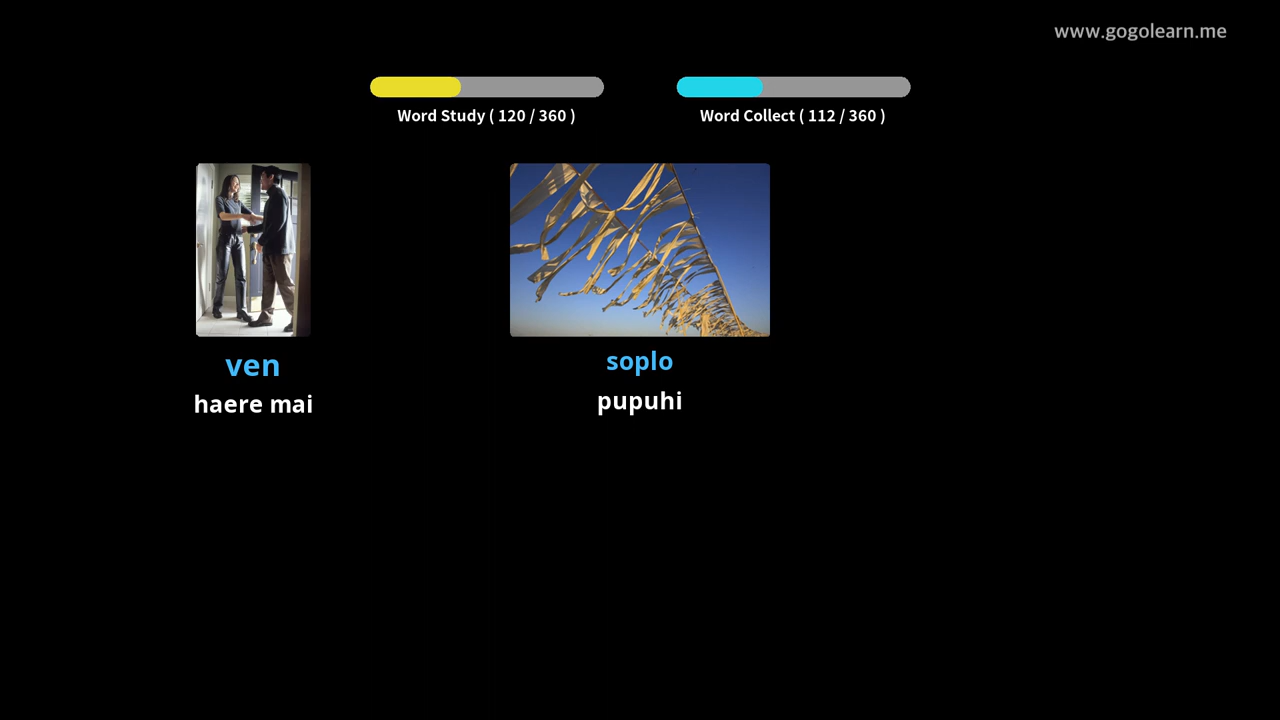 www.gogolearn.me
Word Study ( 120 / 360 )
Word Collect ( 112 / 360 )
ven
haere mai
soplo
pupuhi